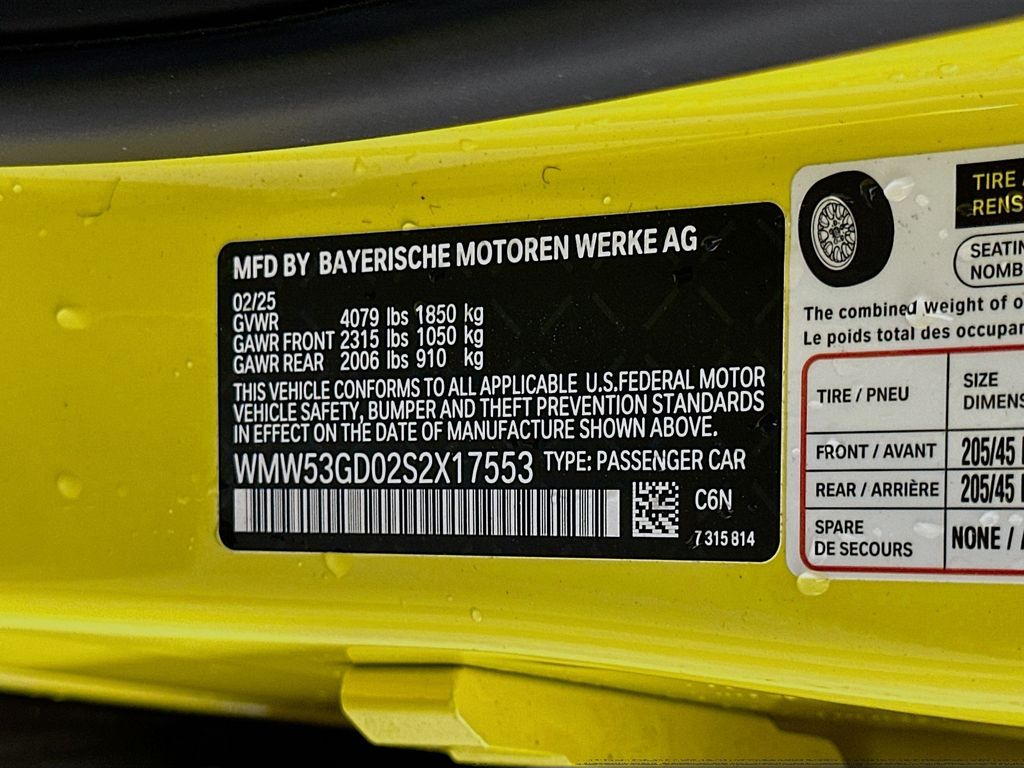 MFD BY BAYERISCHE MOTOREN WERKE AG
02/25
GVWR 4079 lbs 1850 kg
GAWR FRONT 2315 lbs 1050 kg
GAWR REAR 2006 lbs 910 kg
THIS VEHICLE CONFORMS TO ALL APPLICABLE U.S.FEDERAL MOTOR
VEHICLE SAFETY, BUMPER AND THEFT PREVENTION STANDARDS
IN EFFECT ON THE DATE OF MANUFACTURE SHOWN ABOVE.
WMW53GD02S2X17553 TYPE: PASSENGER CAR
C6N
7 315 814
TIRE
RENS
SEATIN
NOMB
The combined weight of o
Le poids total des occupan
TIRE / PNEU
SIZE
DIMENS
FRONT / AVANT 205/45
REAR / ARRIÈRE 205/45
SPARE
DE SECOURS
NONE /